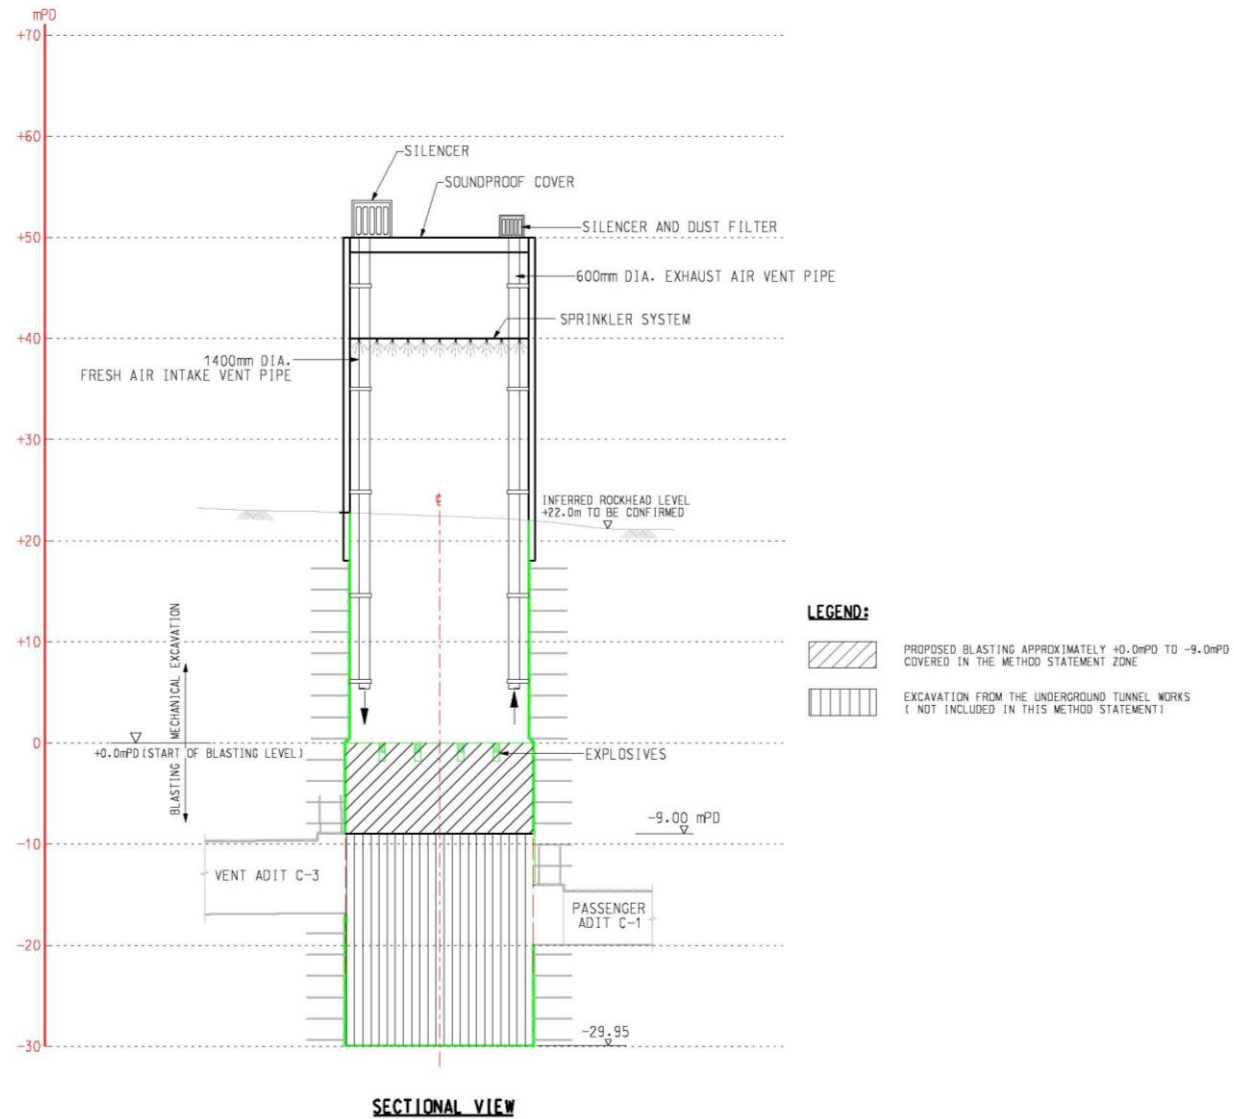 mPD
+70
+60
SILENCER
SOUNDPROOF COVER
+50
SILENCER AND DUST FILTER
600mm DIA. EXHAUST AIR VENT PIPE
SPRINKLER SYSTEM
+40
1400mm DIA.
FRESH AIR INTAKE VENT PIPE
+30
INFERRED ROCKHEAD LEVEL
+22.0m TO BE CONFIRMED
+20
+10
MECHANICAL EXCAVATION
BLASTING
0
+0.0mPD(START OF BLASTING LEVEL)
EXPLOSIVES
-9.00 mPD
-10
VENT ADIT C-3
PASSENGER
ADIT C-1
-20
-29.95
-30
LEGEND:
PROPOSED BLASTING APPROXIMATELY +0.0mPD TO -9.0mPD
COVERED IN THE METHOD STATEMENT ZONE
EXCAVATION FROM THE UNDERGROUND TUNNEL WORKS
( NOT INCLUDED IN THIS METHOD STATEMENT)
SECTIONAL VIEW